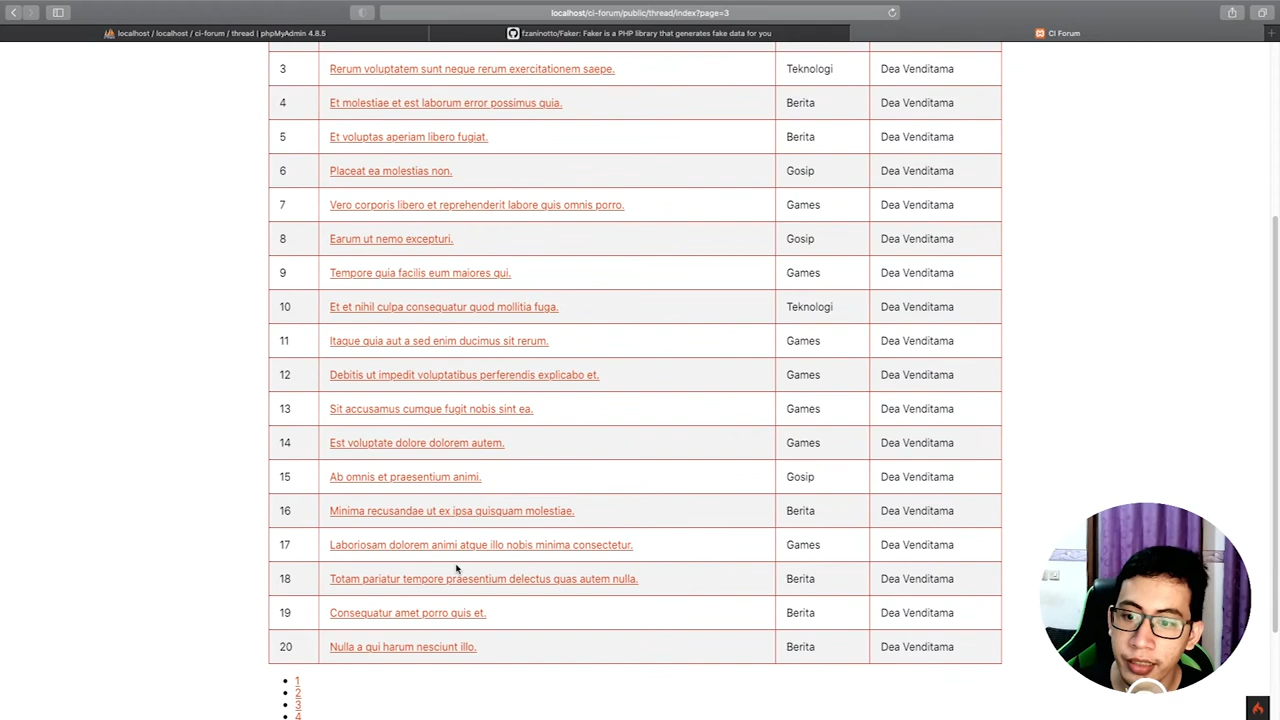 localhost/ci-forum/public/thread/index?page=3
localhost / localhost / ci-forum / thread | phpMyAdmin 4.8.5
fzaninotto/Faker: Faker is a PHP library that generates fake data for you
CI Forum
3 Rerum voluptatem sunt neque rerum exercitationem saepe. Teknologi Dea Venditama
4 Et molestiae et est laborum error possimus quia. Berita Dea Venditama
5 Et voluptas aperiam libero fugiat. Berita Dea Venditama
6 Placeat ea molestias non. Gosip Dea Venditama
7 Vero corporis libero et reprehenderit labore quis omnis porro. Games Dea Venditama
8 Earum ut nemo excepturi. Gosip Dea Venditama
9 Tempore quia facilis eum maiores qui. Games Dea Venditama
10 Et et nihil culpa consequatur quod mollitia fuga. Teknologi Dea Venditama
11 Itaque quia aut a sed enim ducimus sit rerum. Games Dea Venditama
12 Debitis ut impedit voluptatibus perferendis explicabo et. Games Dea Venditama
13 Sit accusamus cumque fugit nobis sint ea. Games Dea Venditama
14 Est voluptate dolore dolorem autem. Games Dea Venditama
15 Ab omnis et praesentium animi. Gosip Dea Venditama
16 Minima recusandae ut ex ipsa quisquam molestiae. Berita Dea Venditama
17 Laboriosam dolorem animi atque illo nobis minima consectetur. Games Dea Venditama
18 Totam pariatur tempore praesentium delectus quas autem nulla. Berita Dea Venditama
19 Consequatur amet porro quis et. Berita Dea Venditama
20 Nulla a qui harum nesciunt illo. Berita Dea Venditama
1
2
3
4